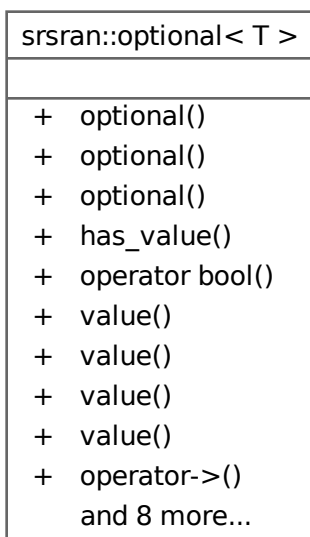 srsran::optional< T >
+ optional()
+ optional()
+ optional()
+ has_value()
+ operator bool()
+ value()
+ value()
+ value()
+ value()
+ operator->()
and 8 more...